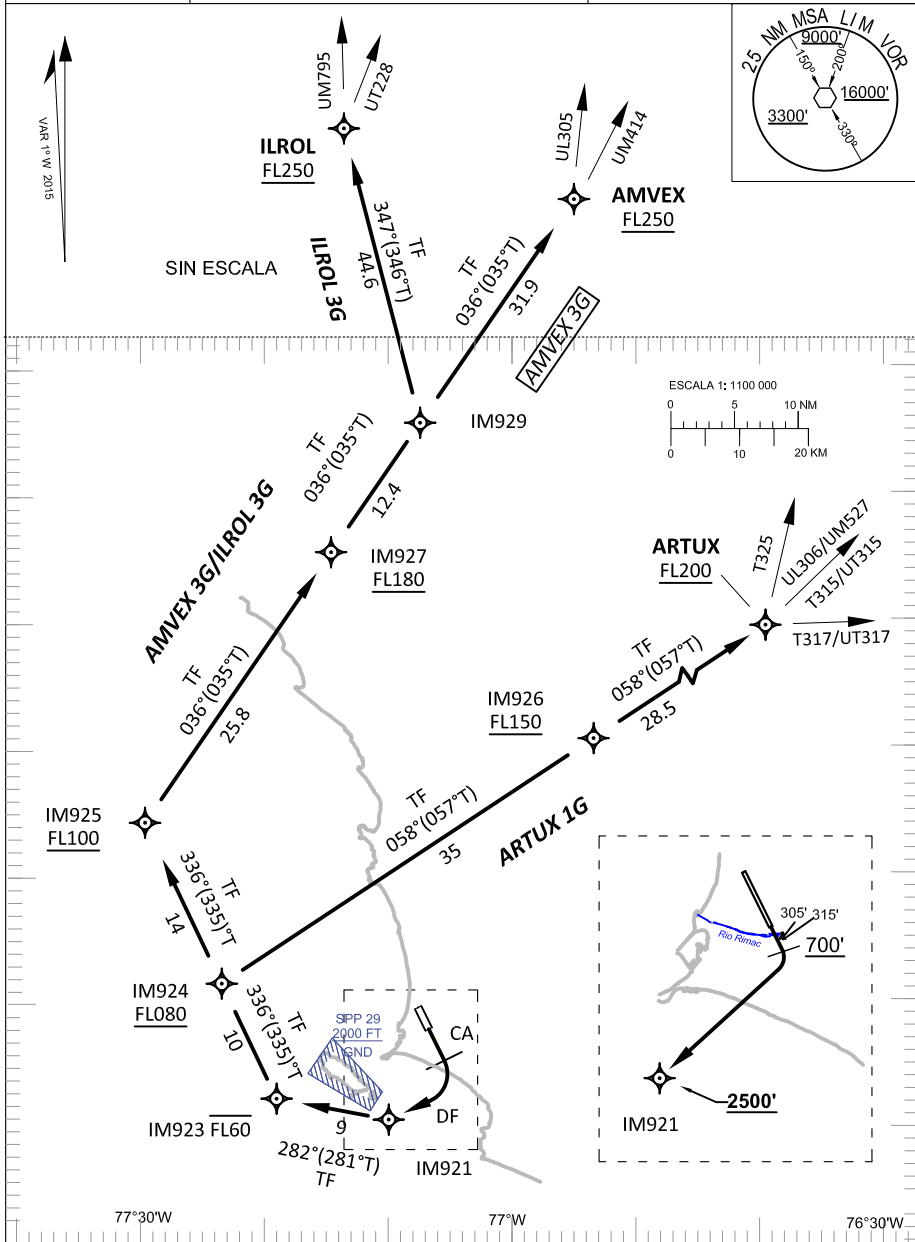 25 NM MSA LIM VOR
9000'
150°
200°
16000'
3300'
330°
VAR 1° W 2015
UM795
UT228
ILROL
FL250
UL305
UM414
AMVEX
FL250
SIN ESCALA
TF
347°(346°T)
44.6
ILROL 3G
TF
036°(035°T)
31.9
AMVEX 3G
ESCALA 1: 1100 000
0 5 10 NM
0 10 20 KM
IM929
TF
036°(035°T)
12.4
AMVEX 3G/ILROL 3G
IM927
FL180
ARTUX
FL200
T325
UL306/UM527
T315/UT315
T317/UT317
TF
036°(035°T)
25.8
IM926
FL150
TF
058°(057°T)
28.5
IM925
FL100
TF
058°(057°T)
35
ARTUX 1G
TF
336°(335)°T
14
IM924
FL080
TF
336°(335)°T
10
SPP 29
2000 FT
GND
CA
DF
IM923 FL60
9
282°(281°T)
TF
IM921
305' 315'
Rio Rimac
700'
2500'
IM921
77°30'W
77°W
76°30'W